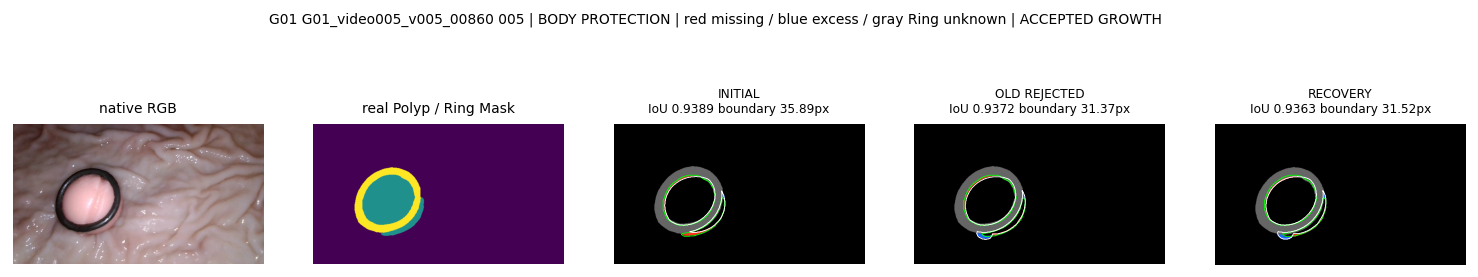 G01 G01_video005_v005_00860 005 | BODY PROTECTION | red missing / blue excess / gray Ring unknown | ACCEPTED GROWTH
native RGB
real Polyp / Ring Mask
INITIAL
IoU 0.9389 boundary 35.89px
OLD REJECTED
IoU 0.9372 boundary 31.37px
RECOVERY
IoU 0.9363 boundary 31.52px